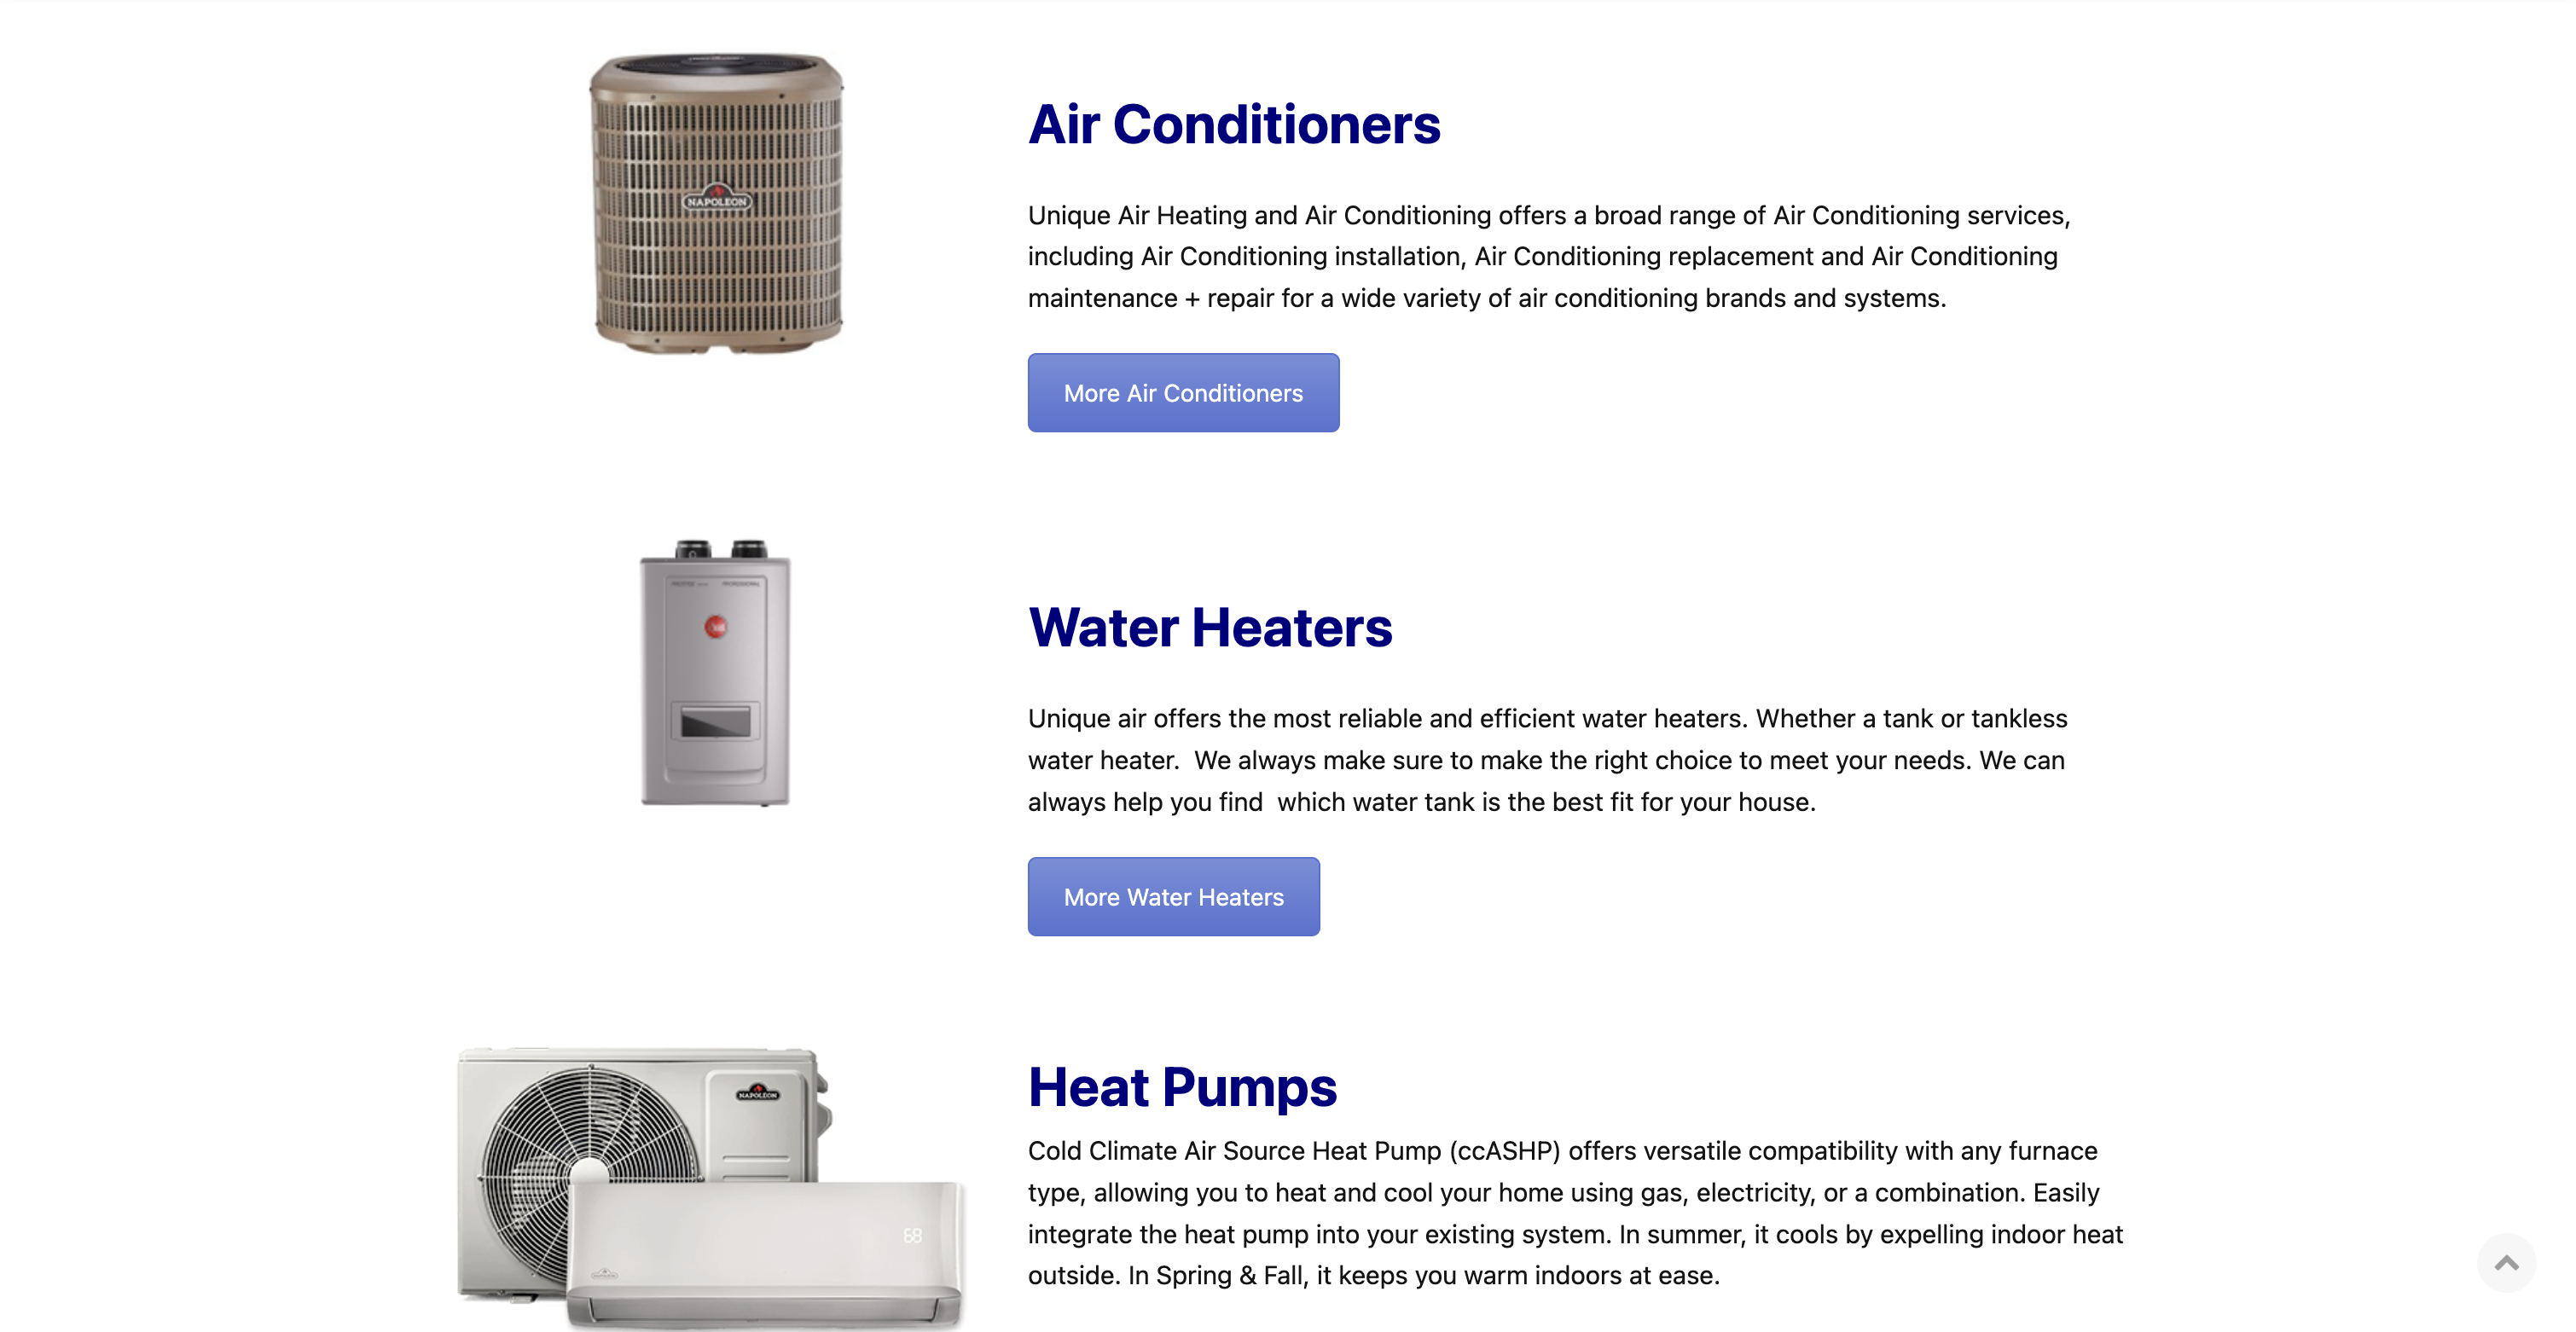 NAPOLEON
Air Conditioners
Unique Air Heating and Air Conditioning offers a broad range of Air Conditioning services,
including Air Conditioning installation, Air Conditioning replacement and Air Conditioning
maintenance + repair for a wide variety of air conditioning brands and systems.
More Air Conditioners
PROFESSIONAL
Water Heaters
Unique air offers the most reliable and efficient water heaters. Whether a tank or tankless
water heater.  We always make sure to make the right choice to meet your needs. We can
always help you find  which water tank is the best fit for your house.
More Water Heaters
NAPOLEON
68
Heat Pumps
Cold Climate Air Source Heat Pump (ccASHP) offers versatile compatibility with any furnace
type, allowing you to heat and cool your home using gas, electricity, or a combination. Easily
integrate the heat pump into your existing system. In summer, it cools by expelling indoor heat
outside. In Spring & Fall, it keeps you warm indoors at ease.